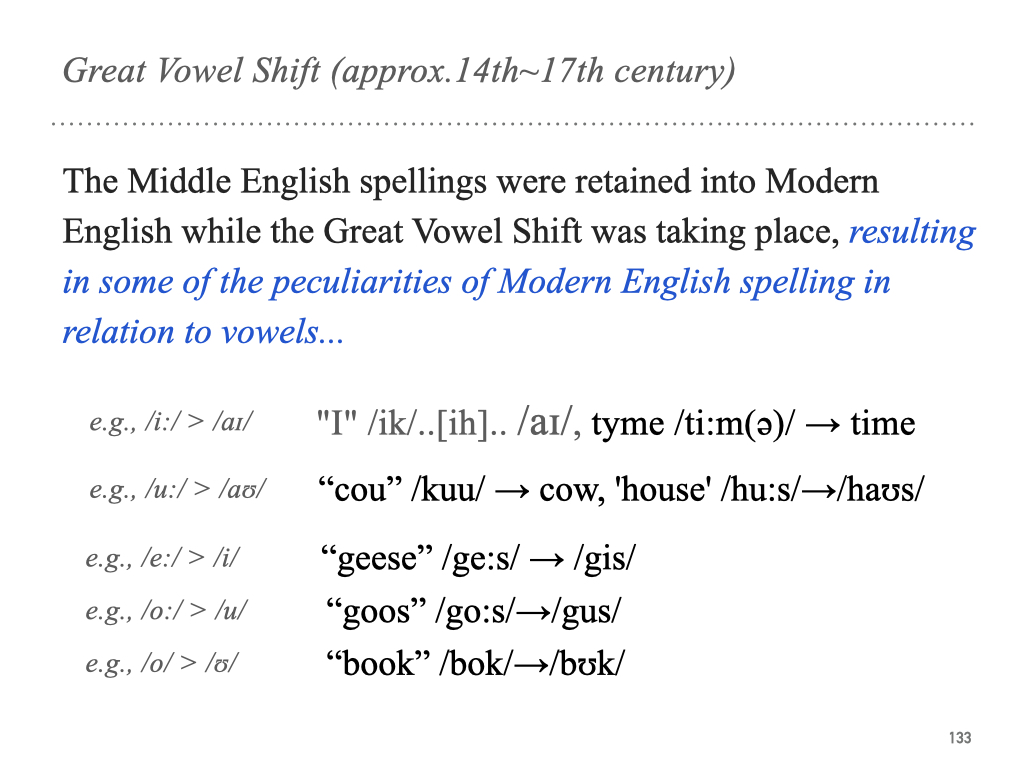 Great Vowel Shift (approx.14th~17th century)
The Middle English spellings were retained into Modern
English while the Great Vowel Shift was taking place, resulting
in some of the peculiarities of Modern English spelling in
relation to vowels...
e.g., /i:/ > /aɪ/ "I" /ik/..[ih].. /aɪ/, tyme /ti:m(ə)/ → time
e.g., /u:/ > /aʊ/ “cou” /kuu/ → cow, 'house' /hu:s/→/haʊs/
e.g., /e:/ > /i/ “geese” /ge:s/ → /gis/
e.g., /o:/ > /u/ “goos” /go:s/→/gus/
e.g., /o/ > /ʊ/ “book” /bok/→/bʊk/
133